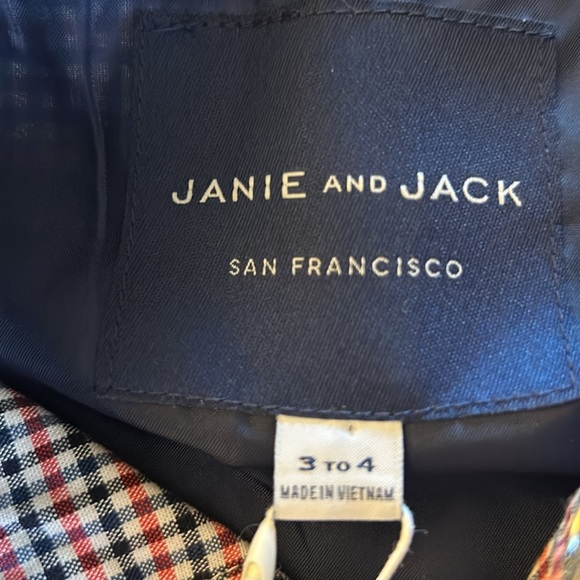 JANIE AND JACK
SAN FRANCISCO
3 TO 4
MADE IN VIETNAM